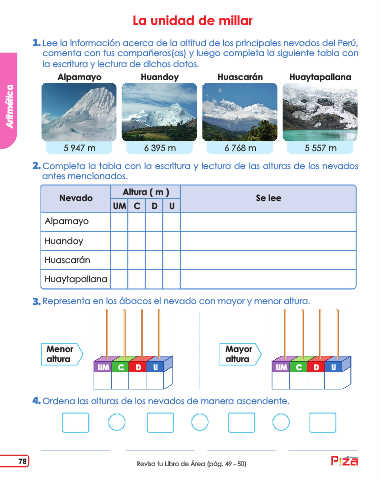 La unidad de millar
1. Lee la información acerca de la altitud de los principales nevados del Perú,
comenta con tus compañeros(as) y luego completa la siguiente tabla con
la escritura y lectura de dichos datos.
Aritmética
Alpamayo Huandoy Huascarán Huaytapallana
5 947 m 6 395 m 6 768 m 5 557 m
2. Completa la tabla con la escritura y lectura de las alturas de los nevados
antes mencionados.
Nevado Altura ( m ) Se lee
UM C D U
Alpamayo
Huandoy
Huascarán
Huaytapallana
3. Representa en los ábacos el nevado con mayor y menor altura.
Menor
altura
UM C D U
Mayor
altura
UM C D U
4. Ordena las alturas de los nevados de manera ascendente.
78
Revisa tu Libro de Área (pág. 49 - 50)
Piza